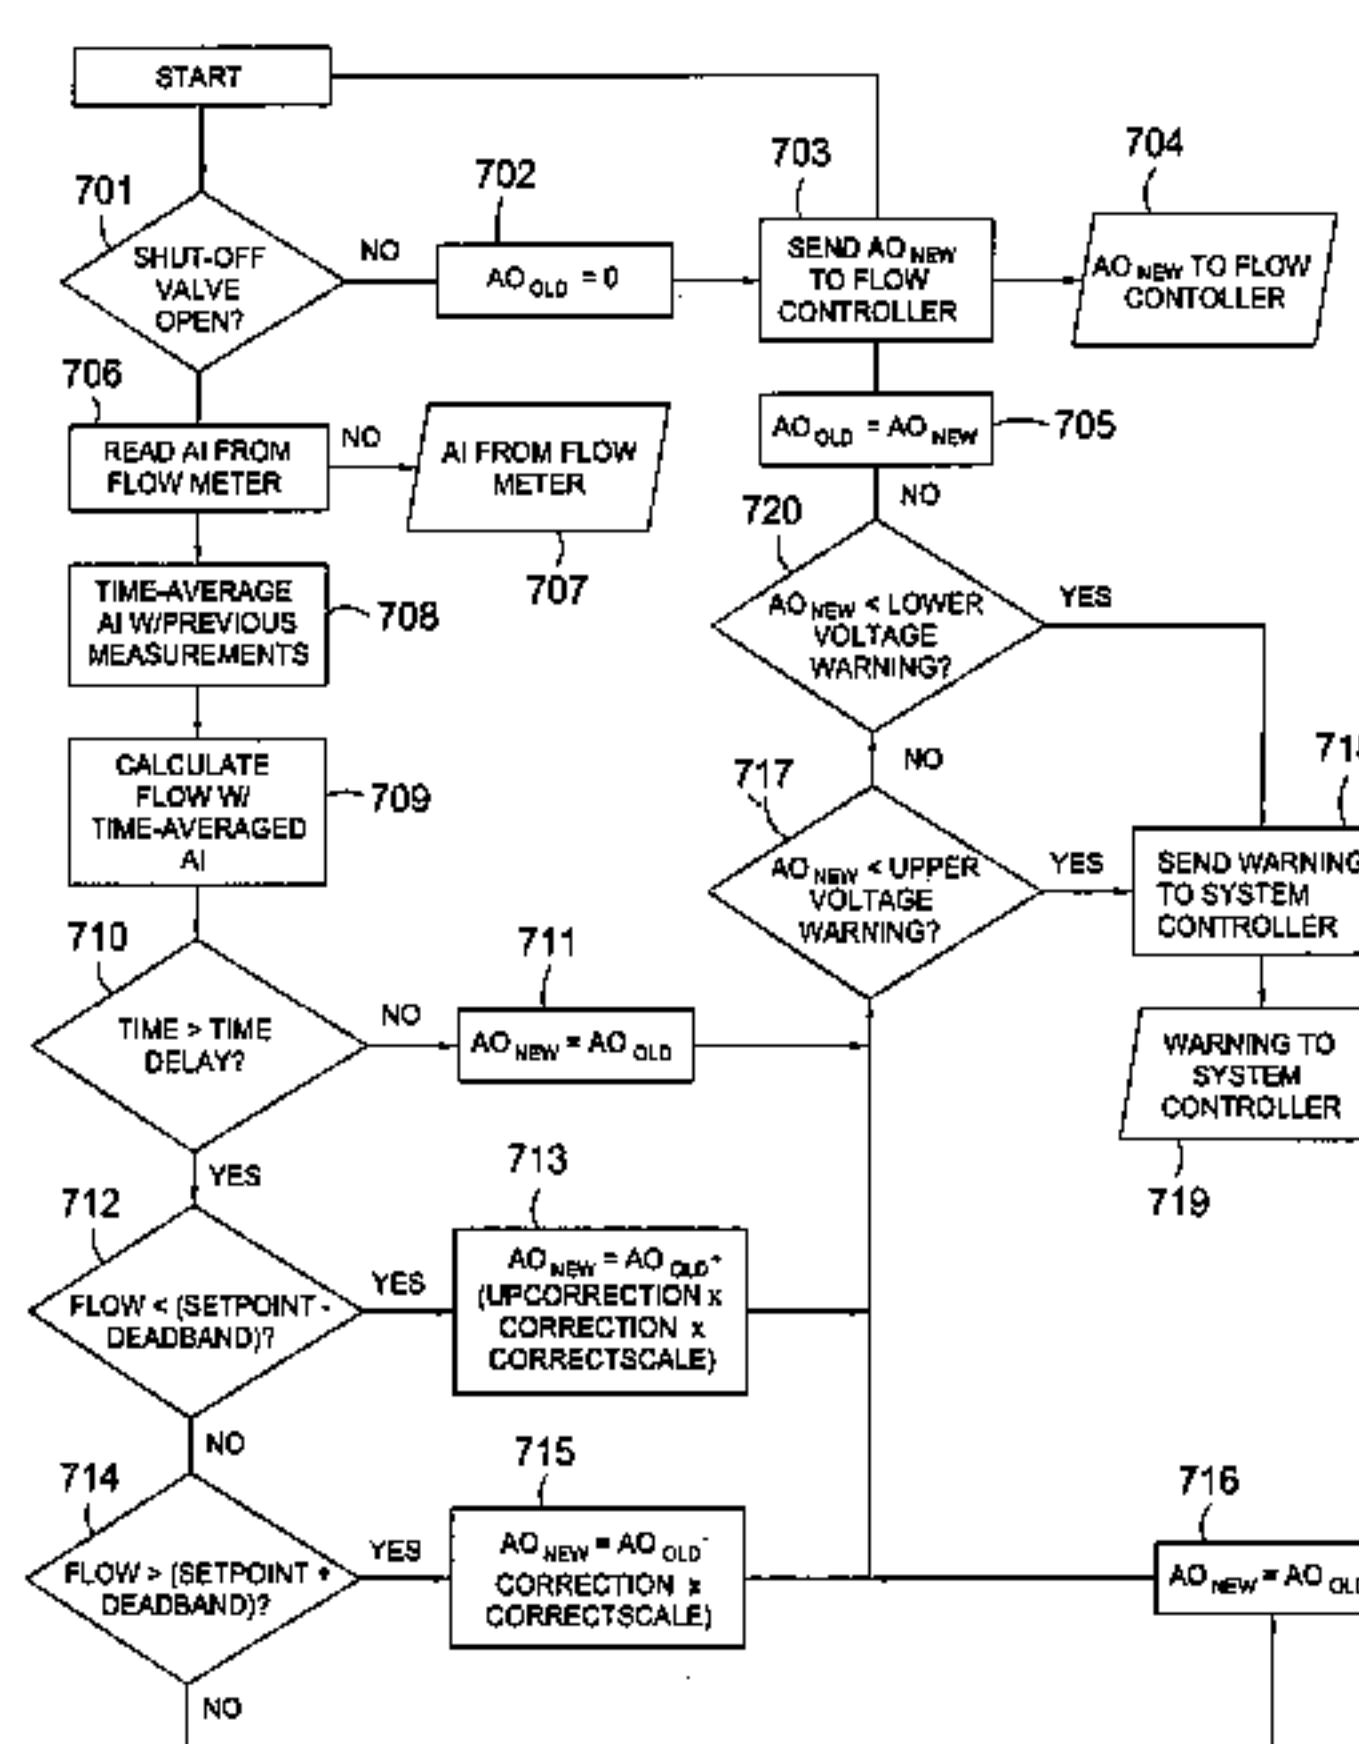 START
701
SHUT-OFF
VALVE
OPEN?
NO
702
AO OLD = 0
703
SEND AO NEW
TO FLOW
CONTROLLER
704
AO NEW TO FLOW
CONTOLLER
706
READ AI FROM
FLOW METER
NO
AI FROM FLOW
METER
707
AO OLD = AO NEW
705
NO
720
AO NEW < LOWER
VOLTAGE
WARNING?
YES
TIME-AVERAGE
AI W/PREVIOUS
MEASUREMENTS
708
CALCULATE
FLOW W/
TIME-AVERAGED
AI
709
NO
717
AO NEW < UPPER
VOLTAGE
WARNING?
YES
SEND WARNING
TO SYSTEM
CONTROLLER
WARNING TO
SYSTEM
CONTROLLER
719
710
TIME > TIME
DELAY?
NO
711
AO NEW = AO OLD
YES
712
FLOW < (SETPOINT -
DEADBAND)?
YES
713
AO NEW = AO OLD +
(UPCORRECTION x
CORRECTION x
CORRECTSCALE)
NO
714
FLOW > (SETPOINT +
DEADBAND)?
YES
715
AO NEW = AO OLD -
CORRECTION x
CORRECTSCALE)
716
AO NEW = AO OLD
NO